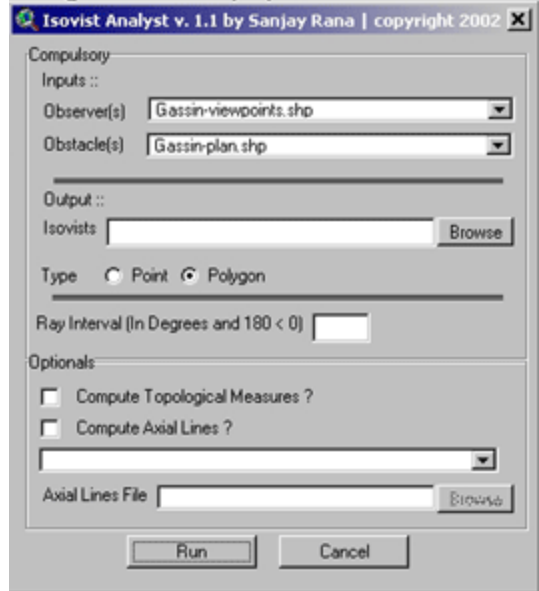 Isovist Analyst v. 1.1 by Sanjay Rana | copyright 2002
Compulsory
Inputs ::
Observer(s) Gassin-viewpoints.shp
Obstacle(s) Gassin-plan.shp
Output ::
Isovists Browse
Type Point Polygon
Ray Interval (In Degrees and 180 < 0)
Optionals
Compute Topological Measures ?
Compute Axial Lines ?
Axial Lines File Browse
Run Cancel